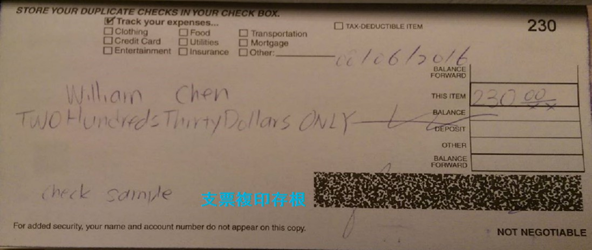 STORE YOUR DUPLICATE CHECKS IN YOUR CHECK BOX.
☑ Track your expenses...
☐ TAX-DEDUCTIBLE ITEM
230
☐ Clothing ☐ Food ☐ Transportation
☐ Credit Card ☐ Utilities ☐ Mortgage
☐ Entertainment ☐ Insurance ☐ Other:
06/2016
BALANCE FORWARD
William Chen
THIS ITEM 230.00
Two Hundreds Thirty Dollars ONLY
BALANCE
DEPOSIT
OTHER
BALANCE FORWARD
check sample
支票複印存根
For added security, your name and account number do not appear on this copy.
NOT NEGOTIABLE